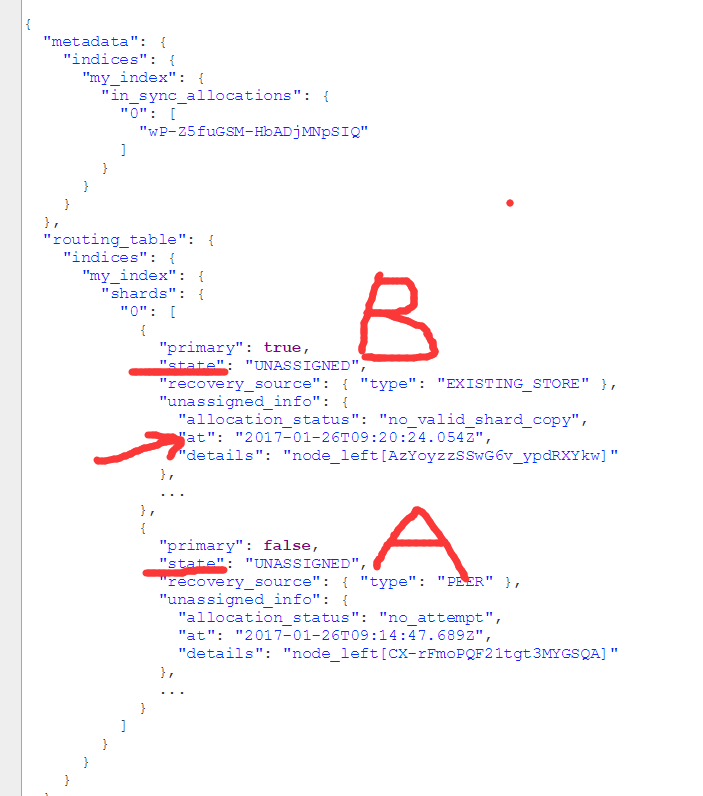 {
"metadata": {
"indices": {
"my_index": {
"in_sync_allocations": {
"0": [
"wP-Z5fuGSM-HbADjMNpSIQ"
]
}
}
}
},
"routing_table": {
"indices": {
"my_index": {
"shards": {
"0": [
{
B
"primary": true,
"state": "UNASSIGNED",
"recovery_source": { "type": "EXISTING_STORE" },
"unassigned_info": {
"allocation_status": "no_valid_shard_copy",
"at": "2017-01-26T09:20:24.054Z",
"details": "node_left[AzYoyzzSSwG6v_ypdRXYkw]"
},
...
},
{
A
"primary": false,
"state": "UNASSIGNED",
"recovery_source": { "type": "PEER" },
"unassigned_info": {
"allocation_status": "no_attempt",
"at": "2017-01-26T09:14:47.689Z",
"details": "node_left[CX-rFmoPQF21tgt3MYGSQA]"
},
...
}
]
}
}
}